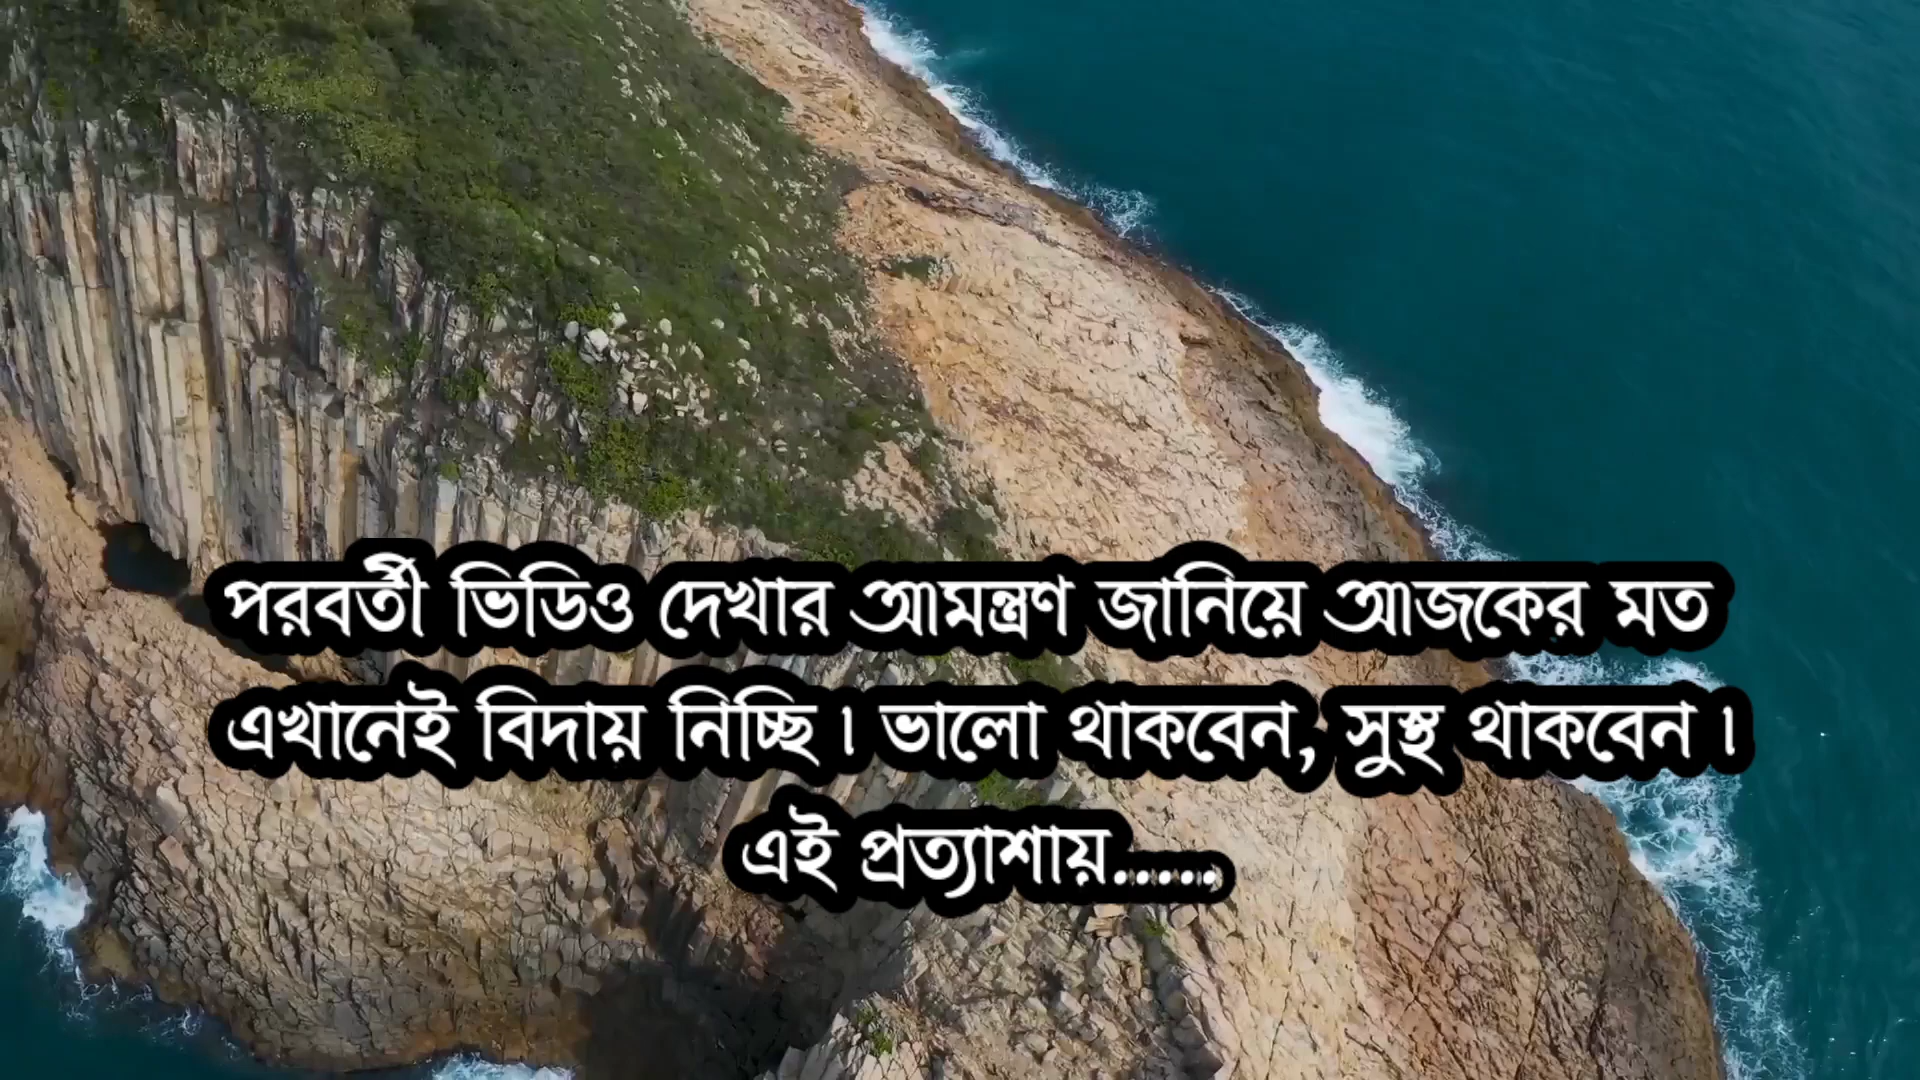 পরবর্তী ভিডিও দেখার আমন্ত্রণ জানিয়ে আজকের মত
এখানেই বিদায় নিচ্ছি। ভালো থাকবেন, সুস্থ থাকবেন।
এই প্রত্যাশায়.....